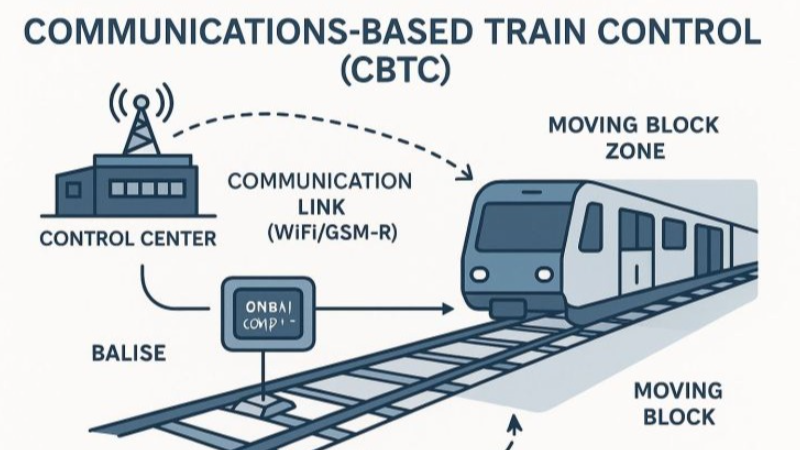 COMMUNICATIONS-BASED TRAIN CONTROL
(CBTC)
MOVING BLOCK
ZONE
COMMUNICATION
LINK
(WiFi/GSM-R)
CONTROL CENTER
BALISE
MOVING
BLOCK